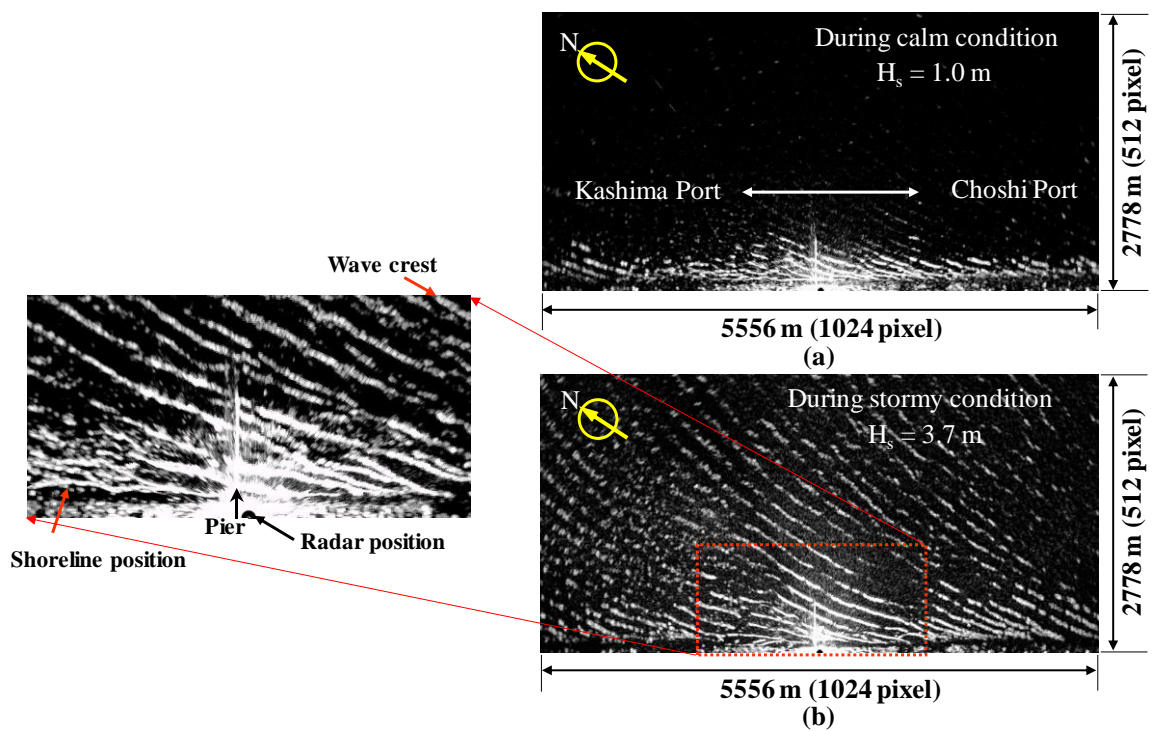 N
During calm condition
Hₛ = 1.0 m
Kashima Port
Choshi Port
2778 m (512 pixel)
5556 m (1024 pixel)
(a)
Wave crest
Pier
Radar position
Shoreline position
N
During stormy condition
Hₛ = 3.7 m
2778 m (512 pixel)
5556 m (1024 pixel)
(b)